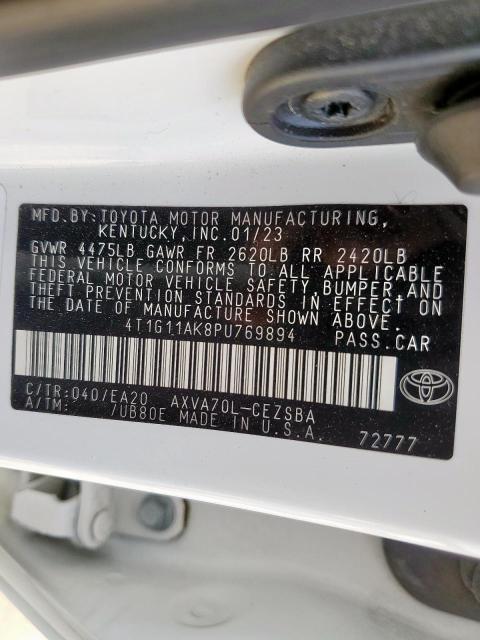 MFD.BY:TOYOTA MOTOR MANUFACTURING,
KENTUCKY, INC.01/23
GVWR 4475LB GAWR FR 2620LB RR 2420LB
THIS VEHICLE CONFORMS TO ALL APPLICABLE
FEDERAL MOTOR VEHICLE SAFETY, BUMPER AND
THEFT PREVENTION STANDARDS IN EFFECT ON
THE DATE OF MANUFACTURE SHOWN ABOVE.
4T1G11AK8PU769894 PASS.CAR
C/TR:040/EA20 AXVA70L-CEZSBA
A/TM: /UB80E MADE IN U.S.A.
72777